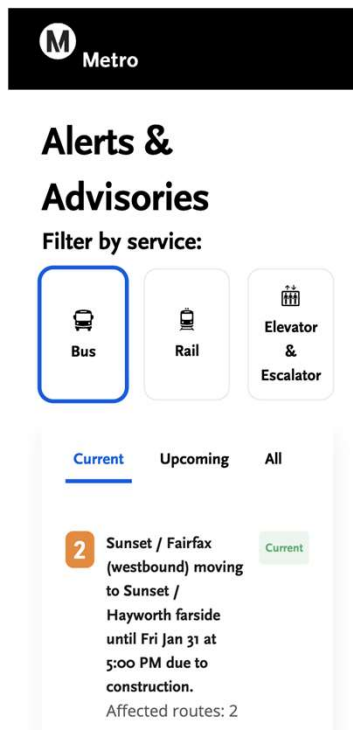 M Metro
Alerts &
Advisories
Filter by service:
Bus
Rail
Elevator
&
Escalator
Current Upcoming All
2
Sunset / Fairfax
(westbound) moving
to Sunset /
Hayworth farside
until Fri Jan 31 at
5:00 PM due to
construction.
Affected routes: 2
Current